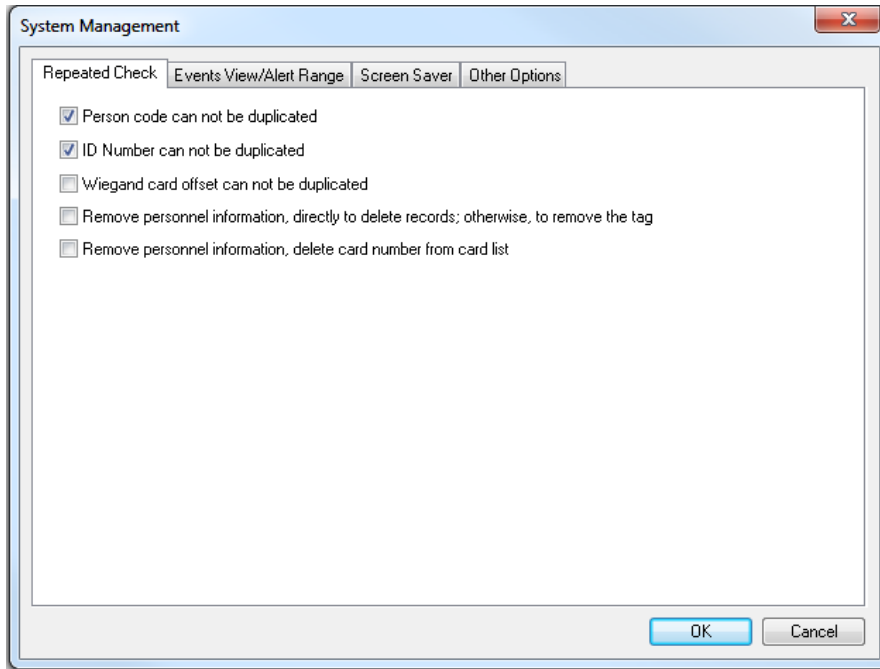 System Management
Repeated Check Events View/Alert Range Screen Saver Other Options
Person code can not be duplicated
ID Number can not be duplicated
Wiegand card offset can not be duplicated
Remove personnel information, directly to delete records; otherwise, to remove the tag
Remove personnel information, delete card number from card list
OK Cancel